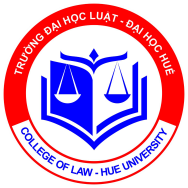 TRƯỜNG ĐẠI HỌC LUẬT - ĐẠI HỌC HUẾ
COLLEGE OF LAW - HUE UNIVERSITY